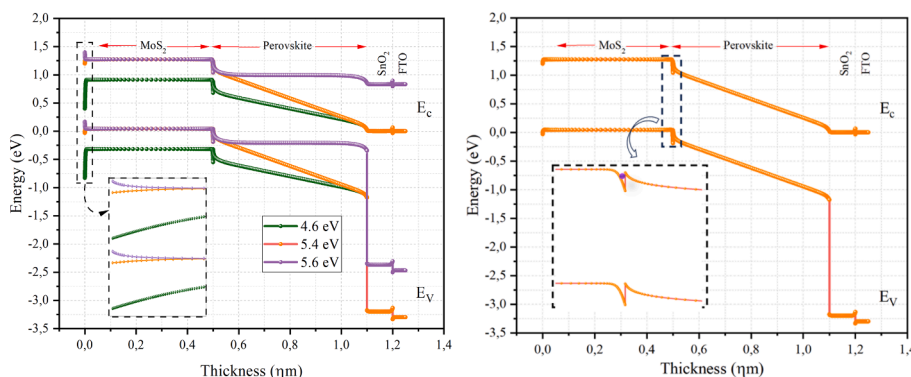 MoS2 Perovskite SnO2 FTO
Energy (eV)
1,5
1,0
0,5
0,0
-0,5
-1,0
-1,5
-2,0
-2,5
-3,0
-3,5
Ec
4.6 eV
5.4 eV
5.6 eV
EV
0,0 0,2 0,4 0,6 0,8 1,0 1,2 1,4
Thickness (ηm)
MoS2 Perovskite SnO2 FTO
Energy (eV)
2,0
1,5
1,0
0,5
0,0
-0,5
-1,0
-1,5
-2,0
-2,5
-3,0
-3,5
Ec
EV
0,0 0,2 0,4 0,6 0,8 1,0 1,2 1,4
Thickness (ηm)